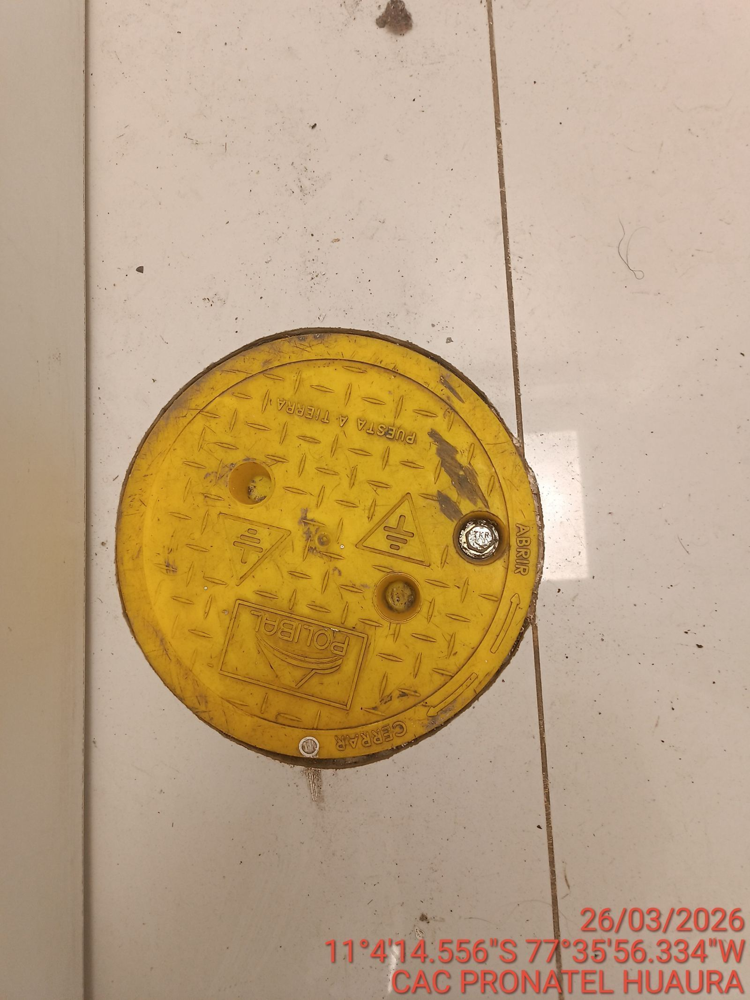 PUESTA A TIERRA
TKR
ABRIR
POLIBAL
CERRAR
26/03/2026
11°4'14.556"S 77°35'56.334"W
CAC PRONATEL HUAURA